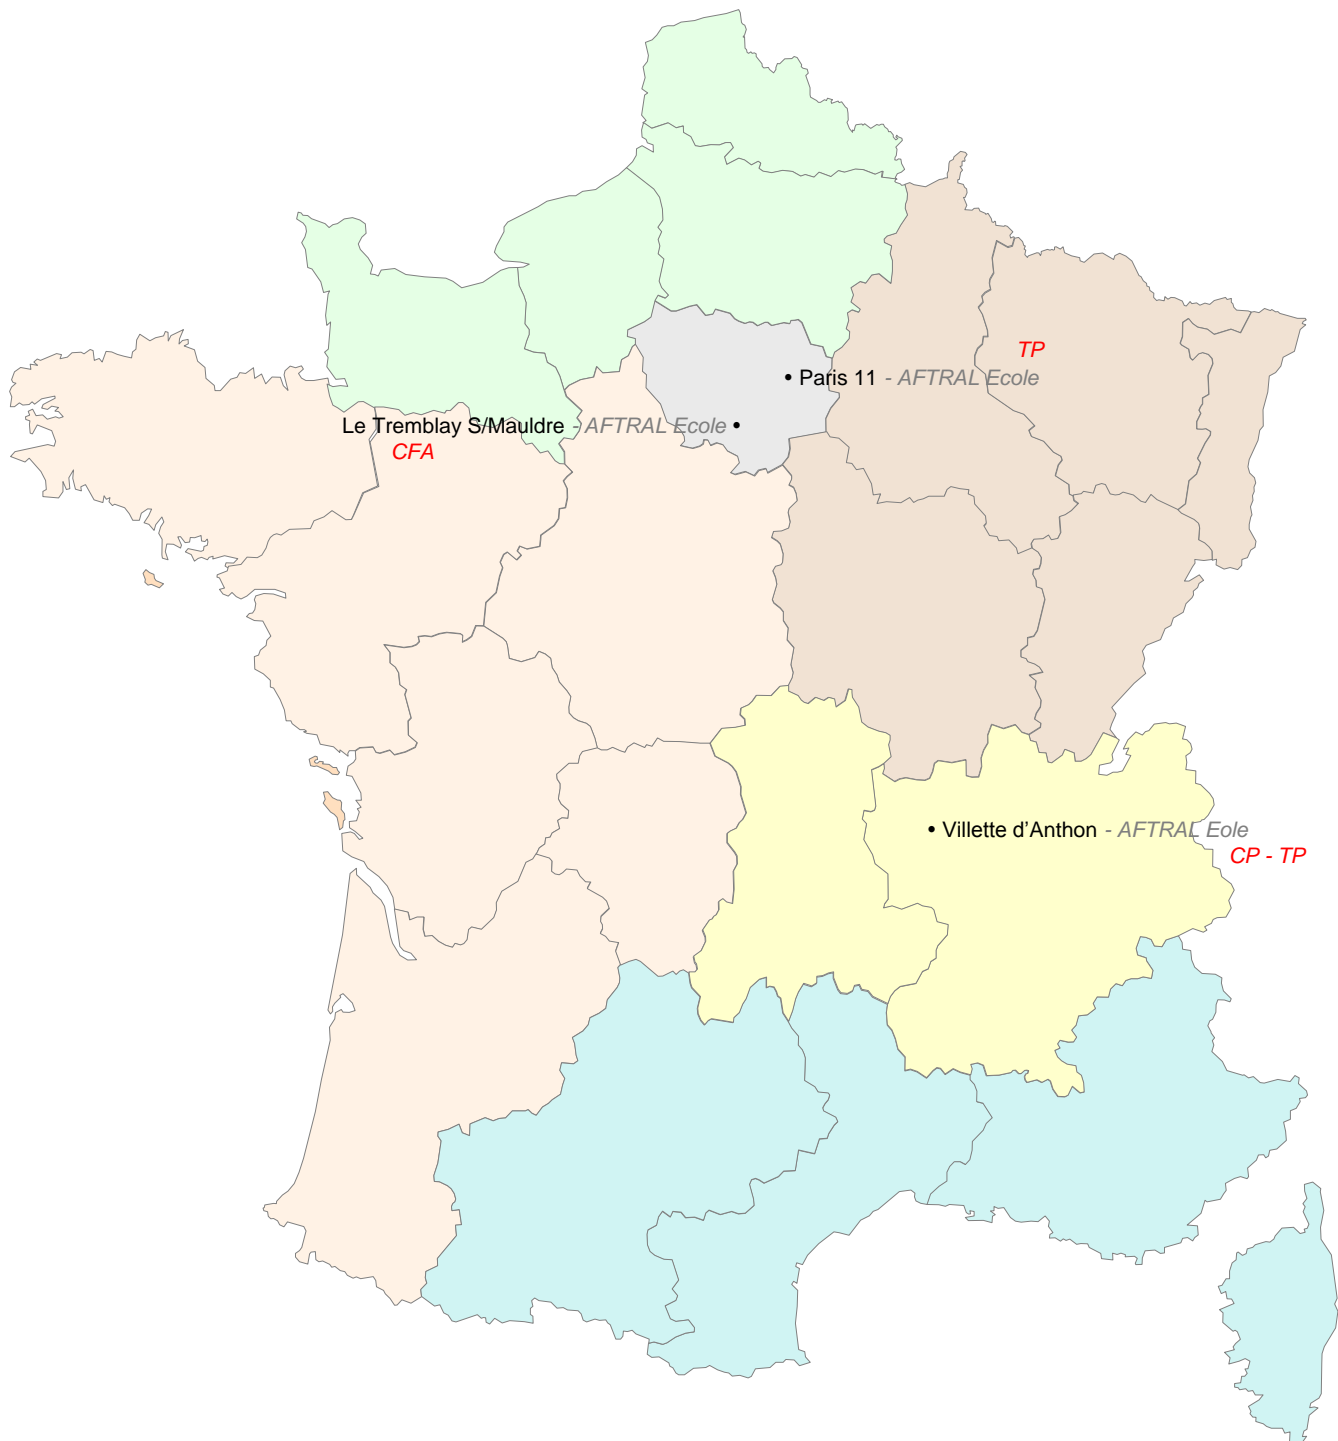 TP
• Paris 11 - AFTRAL Ecole
Le Tremblay S/Mauldre - AFTRAL Ecole •
CFA
• Villette d’Anthon - AFTRAL Eole
CP - TP